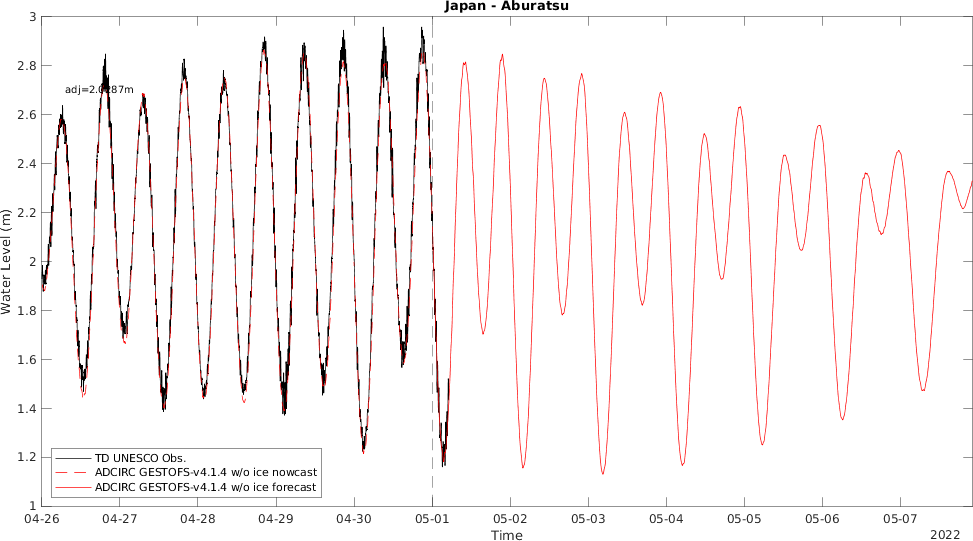 Japan - Aburatsu
Water Level (m)
3
2.8
2.6
2.4
2.2
2
1.8
1.6
1.4
1.2
1
TD UNESCO Obs.
ADCIRC GESTOFS-v4.1.4 w/o ice nowcast
ADCIRC GESTOFS-v4.1.4 w/o ice forecast
04-26 04-27 04-28 04-29 04-30 05-01 05-02 05-03 05-04 05-05 05-06 05-07
Time
2022